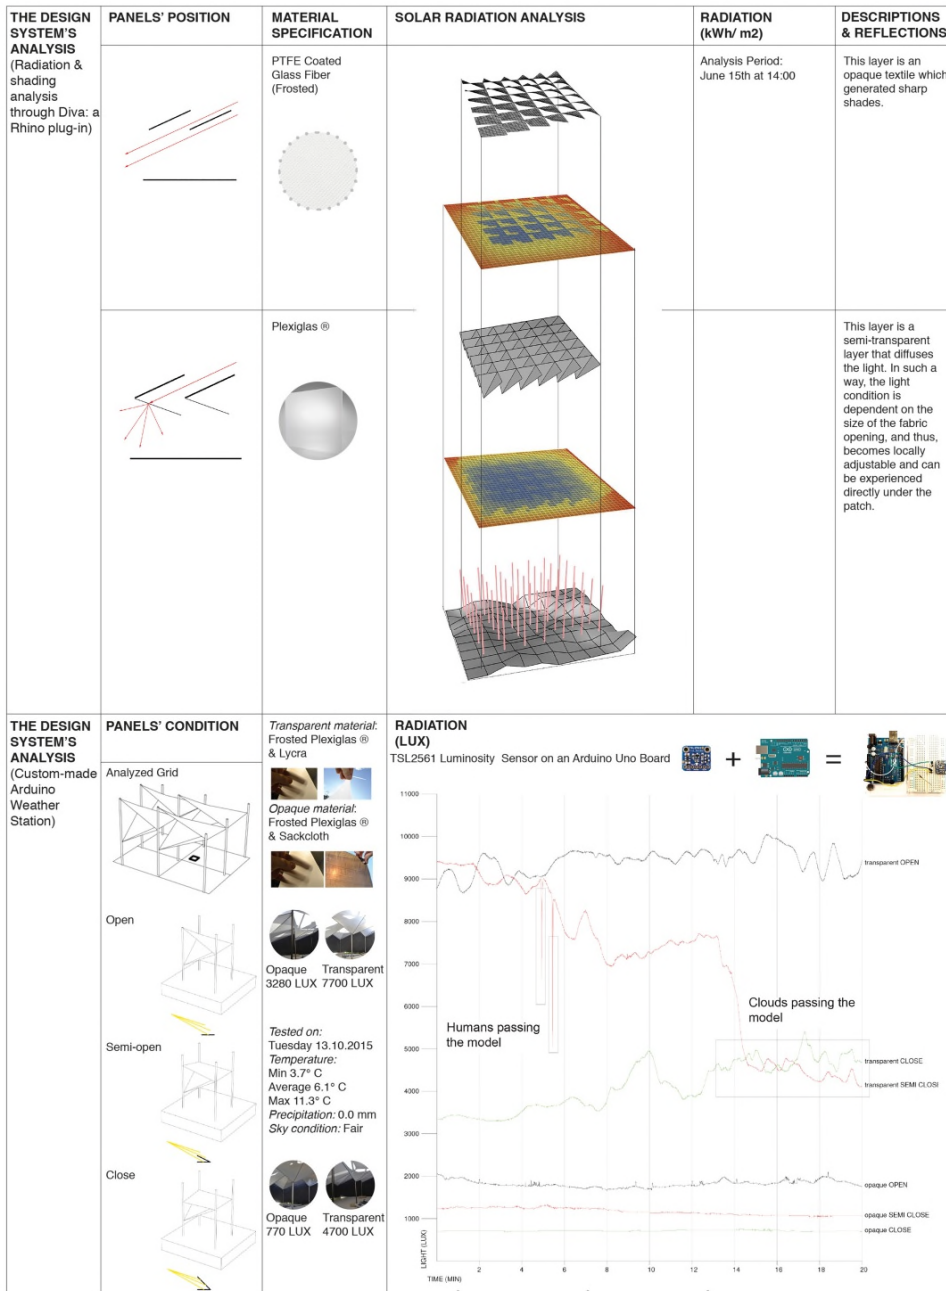 THE DESIGN
SYSTEM'S
ANALYSIS
(Radiation &
shading
analysis
through Diva: a
Rhino plug-in)
PANELS' POSITION
MATERIAL
SPECIFICATION
SOLAR RADIATION ANALYSIS
RADIATION
(kWh/ m2)
DESCRIPTIONS
& REFLECTIONS
PTFE Coated
Glass Fiber
(Frosted)
Analysis Period:
June 15th at 14:00
This layer is an
opaque textile which
generated sharp
shades.
Plexiglas ®
This layer is a
semi-transparent
layer that diffuses
the light. In such a
way, the light
condition is
dependent on the
size of the fabric
opening, and thus,
becomes locally
adjustable and can
be experienced
directly under the
patch.
THE DESIGN
SYSTEM'S
ANALYSIS
(Custom-made
Arduino
Weather
Station)
PANELS' CONDITION
Analyzed Grid
Open
Semi-open
Close
Transparent material:
Frosted Plexiglas ®
& Lycra
Opaque material:
Frosted Plexiglas ®
& Sackcloth
Opaque Transparent
3280 LUX 7700 LUX
Tested on:
Tuesday 13.10.2015
Temperature:
Min 3.7° C
Average 6.1° C
Max 11.3° C
Precipitation: 0.0 mm
Sky condition: Fair
Opaque Transparent
770 LUX 4700 LUX
RADIATION
(LUX)
TSL2561 Luminosity Sensor on an Arduino Uno Board
+
=
11000
10000
9000
8000
7000
6000
5000
4000
3000
2000
1000
LIGHT (LUX)
TIME (MIN)
2 4 6 8 10 12 14 16 18 20
Humans passing
the model
Clouds passing the
model
transparent OPEN
transparent CLOSE
transparent SEMI CLOSI
opaque OPEN
opaque SEMI CLOSE
opaque CLOSE